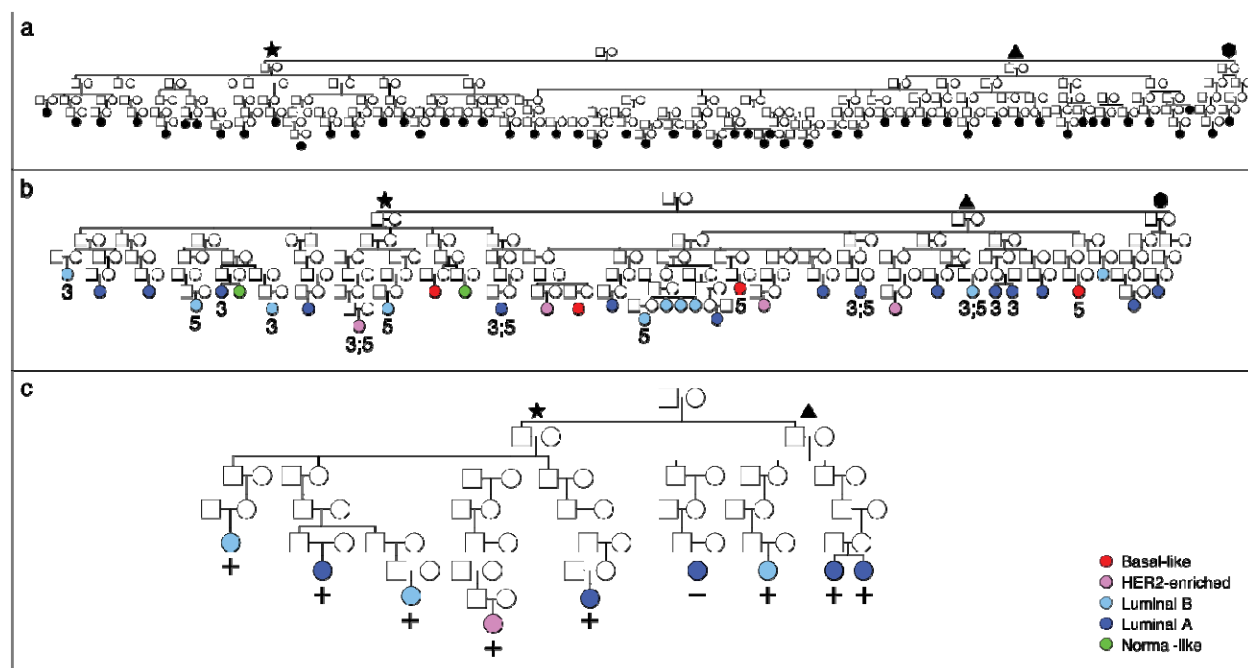 a
b
3
3 5 3;5 3;5 3 3 5
5 3 5 3;5
3;5 5
c
+
+ − + + +
+ +
+
Basal-like
HER2-enriched
Luminal B
Luminal A
Norma -like